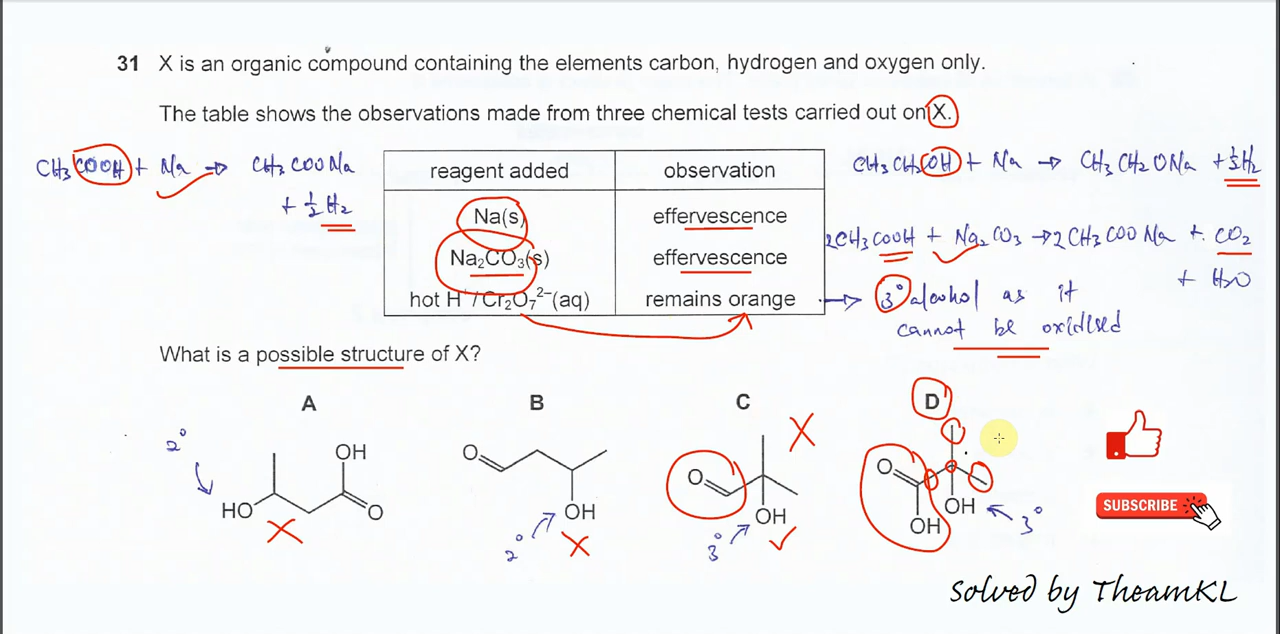 31 X is an organic compound containing the elements carbon, hydrogen and oxygen only.
The table shows the observations made from three chemical tests carried out on X.
CH3COOH + Na → CH3COONa
+ ½H2
reagent added observation
Na(s) effervescence
Na2CO3(s) effervescence
hot H+/Cr2O7 2–(aq) remains orange
CH3CH2OH + Na → CH3CH2ONa + ½H2
2CH3COOH + Na2CO3 → 2CH3COONa + CO2
+ H2O
→ 3° alcohol as it
cannot be oxidised
What is a possible structure of X?
A B C D
2°
HO
OH
O
O
OH
2°
O
OH
3°
O
OH
OH
3°
SUBSCRIBE
Solved by TheamKL